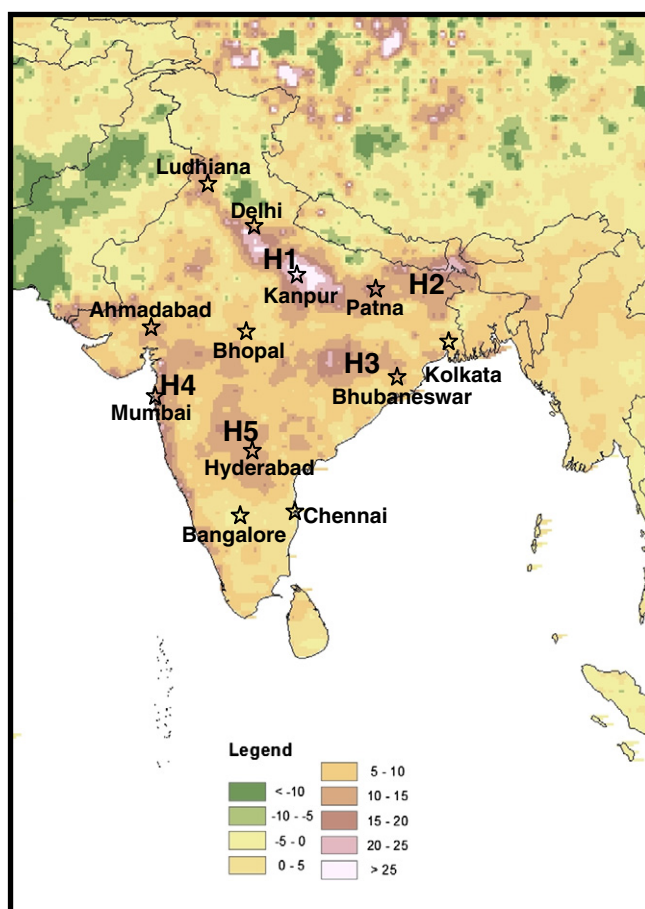 Ludhiana
Delhi
H1
Kanpur
H2
Patna
Ahmadabad
Bhopal
Kolkata
H3
Bhubaneswar
H4
Mumbai
H5
Hyderabad
Chennai
Bangalore
Legend
< -10
-10 - -5
-5 - 0
0 - 5
5 - 10
10 - 15
15 - 20
20 - 25
> 25